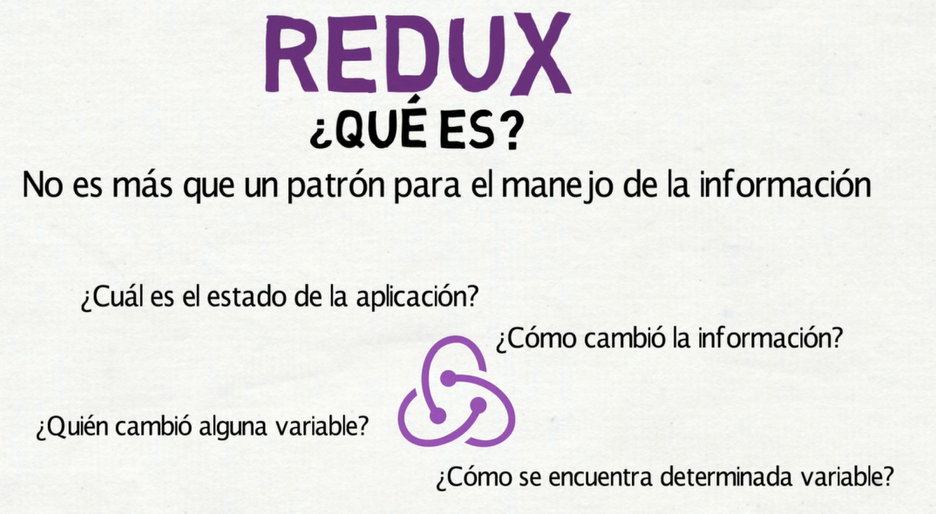 REDUX
¿QUÉ ES?
No es más que un patrón para el manejo de la información
¿Cuál es el estado de la aplicación?
¿Cómo cambió la información?
¿Quién cambió alguna variable?
¿Cómo se encuentra determinada variable?